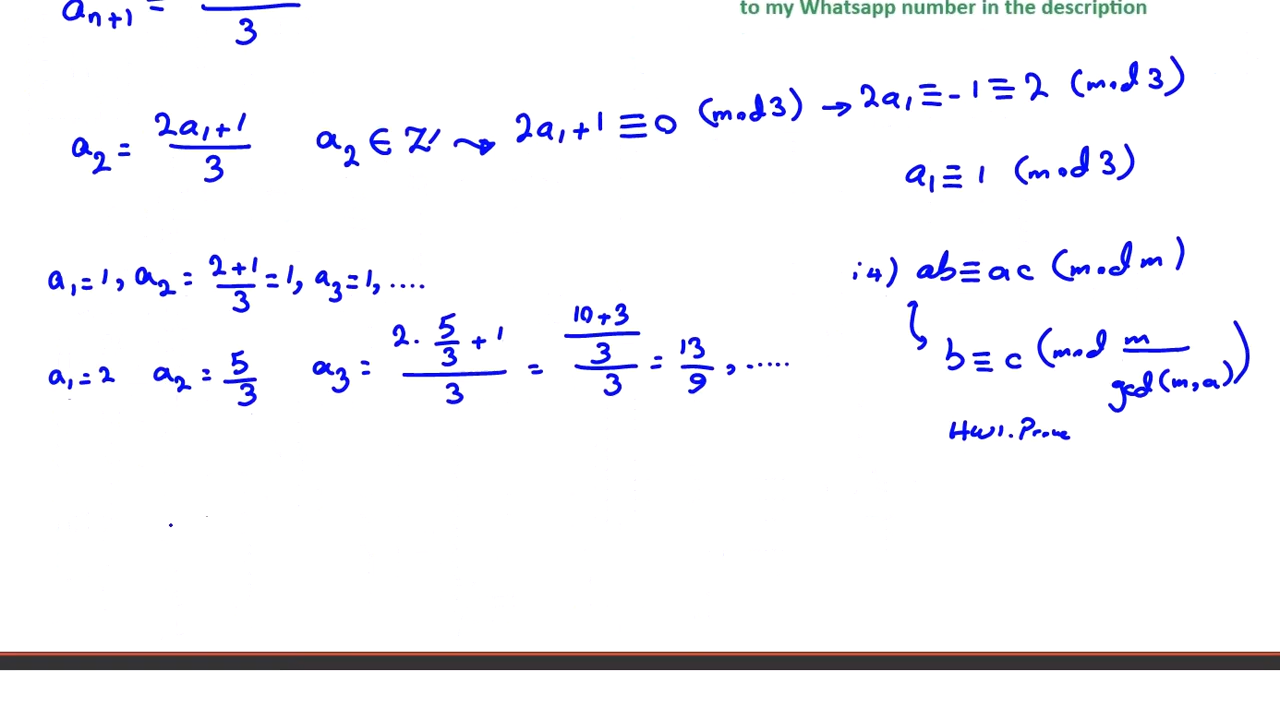 to my Whatsapp number in the description
aₙ₊₁ = —/3
a₂ = (2a₁+1)/3   a₂ ∈ ℤ ⇝ 2a₁+1 ≡ 0 (mod 3) → 2a₁ ≡ -1 ≡ 2 (mod 3)
a₁ ≡ 1 (mod 3)
a₁=1, a₂ = (2+1)/3 = 1, a₃=1, ....
i4) ab ≡ ac (mod m)
b ≡ c (mod m/gcd(m,a))
a₁=2   a₂ = 5/3   a₃ = (2·5/3+1)/3 = ((10+3)/3)/3 = 13/9, .....
HW1. Prove